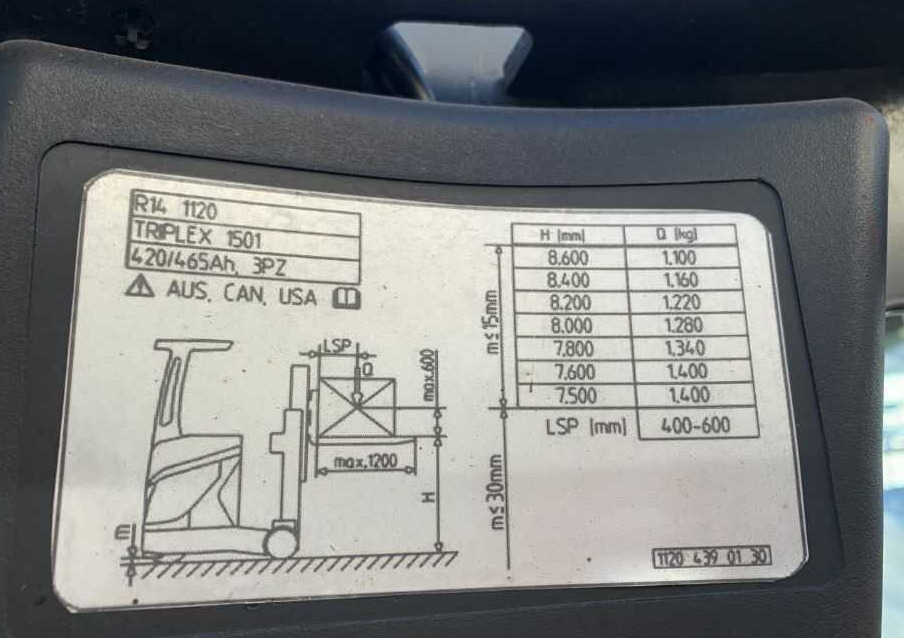 R14 1120
TRIPLEX 1501
420/465Ah, 3PZ
AUS. CAN. USA
H (mm) Q (kg)
8.600 1.100
8.400 1.160
8.200 1.220
8.000 1.280
7.800 1.340
7.600 1.400
7.500 1.400
LSP (mm) 400-600
m≤15mm
m≤30mm
LSP
Q
max.600
max.1200
H
m
1120 439 01 30